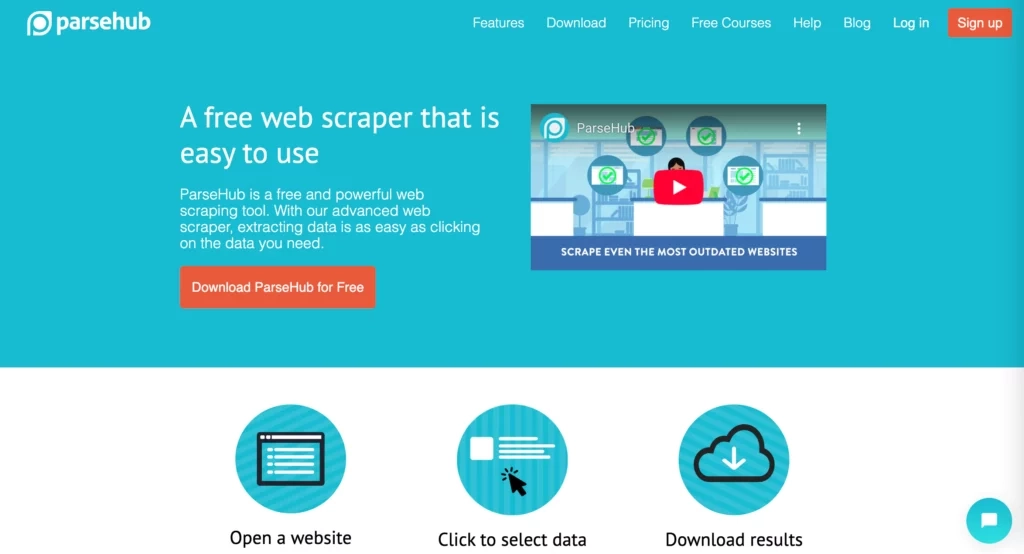 parsehub
Features
Download
Pricing
Free Courses
Help
Blog
Log in
Sign up
A free web scraper that is
easy to use
ParseHub is a free and powerful web
scraping tool. With our advanced web
scraper, extracting data is as easy as clicking
on the data you need.
Download ParseHub for Free
ParseHub
SCRAPE EVEN THE MOST OUTDATED WEBSITES
Open a website
Click to select data
Download results